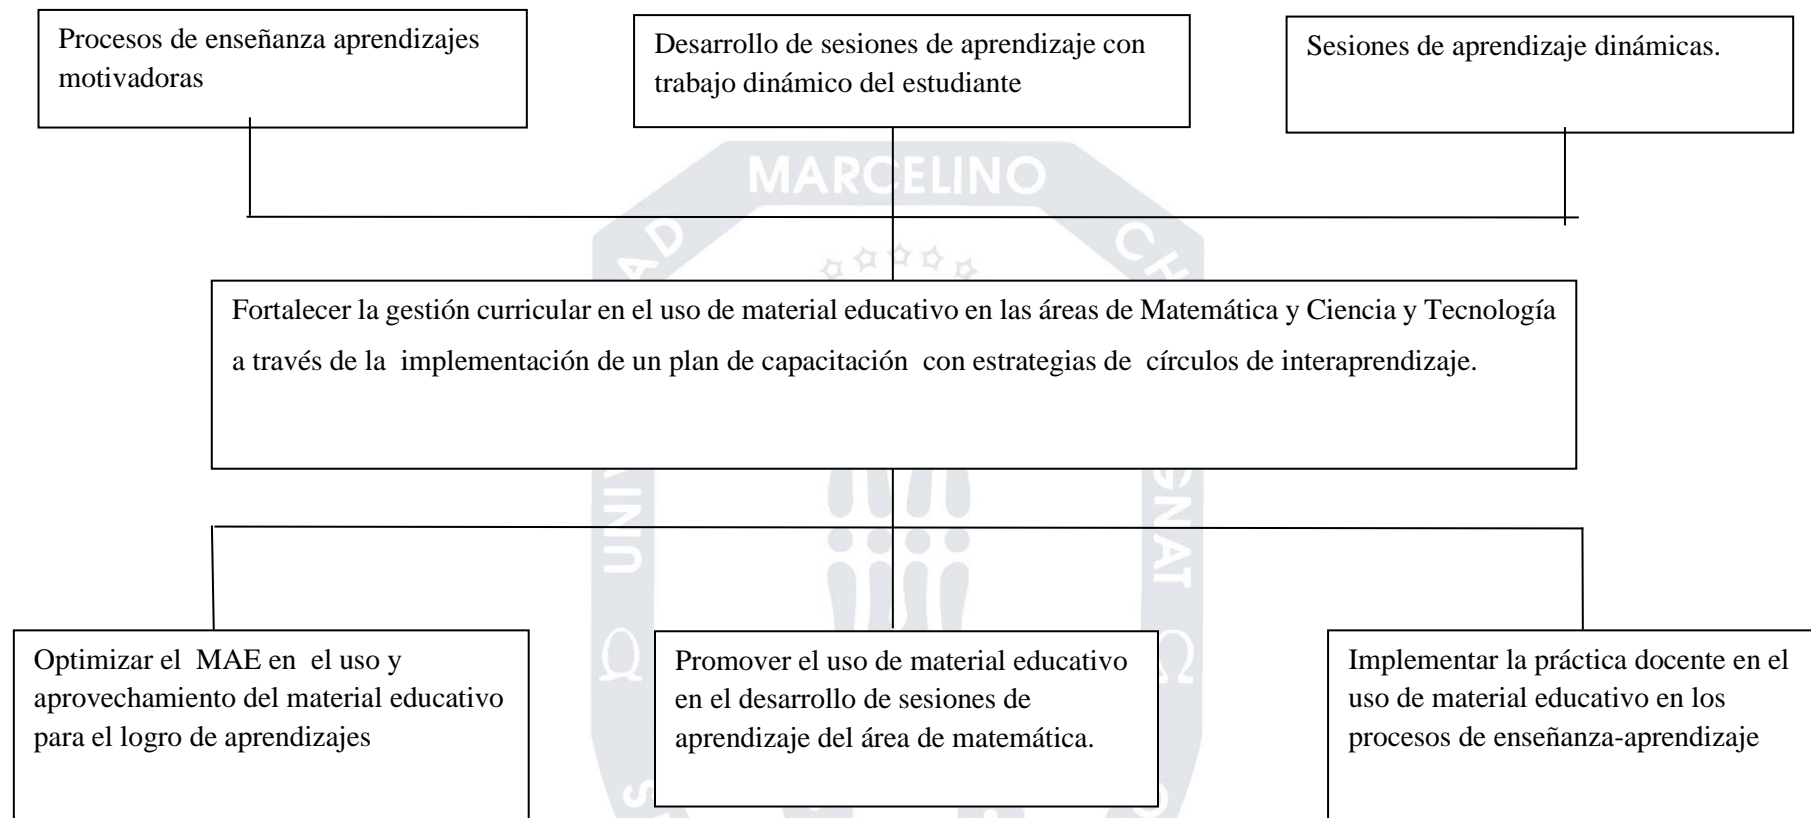 Procesos de enseñanza aprendizajes
motivadoras
Desarrollo de sesiones de aprendizaje con
trabajo dinámico del estudiante
Sesiones de aprendizaje dinámicas.
MARCELINO
Fortalecer la gestión curricular en el uso de material educativo en las áreas de Matemática y Ciencia y Tecnología
a través de la implementación de un plan de capacitación con estrategias de círculos de interaprendizaje.
Optimizar el MAE en el uso y
aprovechamiento del material educativo
para el logro de aprendizajes
Promover el uso de material educativo
en el desarrollo de sesiones de
aprendizaje del área de matemática.
Implementar la práctica docente en el
uso de material educativo en los
procesos de enseñanza-aprendizaje